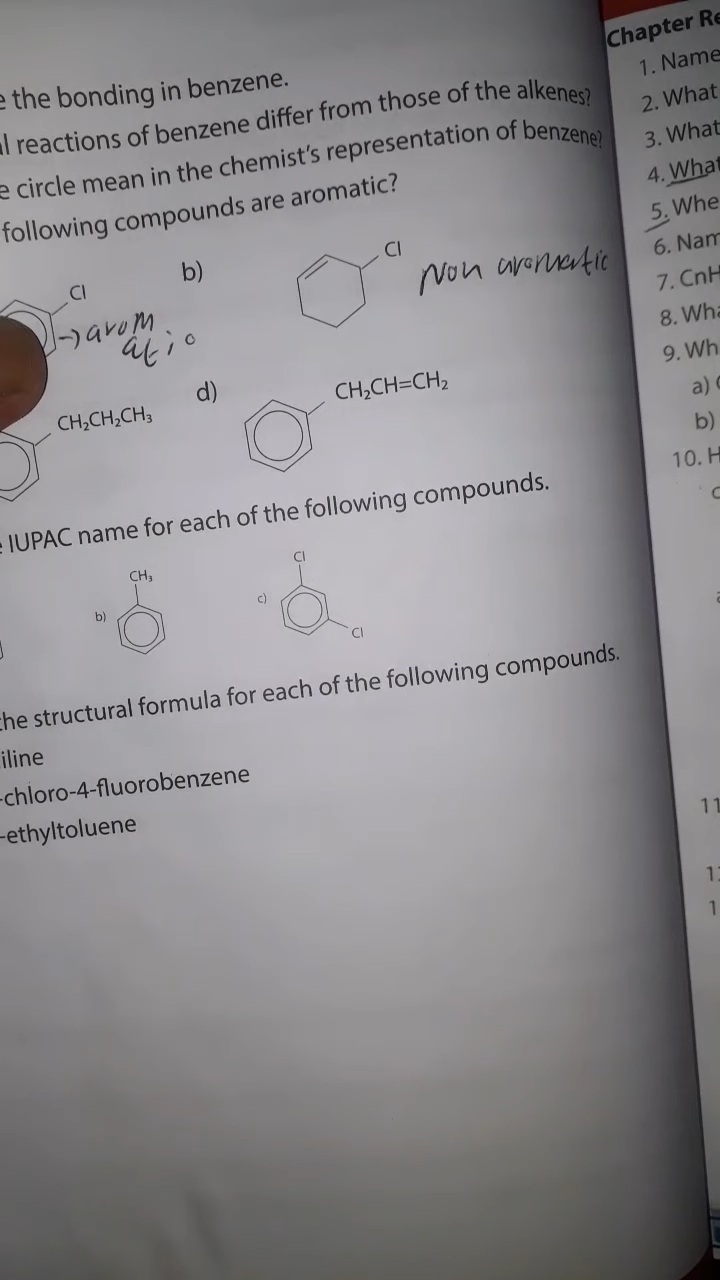 the bonding in benzene.
reactions of benzene differ from those of the alkenes?
circle mean in the chemist's representation of benzene?
following compounds are aromatic?
Cl
→ arom
atic
b)
Cl
Non aromatic
CH₂CH₂CH₃
d)
CH₂CH=CH₂
IUPAC name for each of the following compounds.
b)
CH₃
c)
Cl
Cl
the structural formula for each of the following compounds.
iline
-chloro-4-fluorobenzene
-ethyltoluene
Chapter Re
1. Name
2. What
3. What
4. What
5. Whe
6. Nam
7. CnH
8. Wha
9. Wh
a)
b)
10. H
11